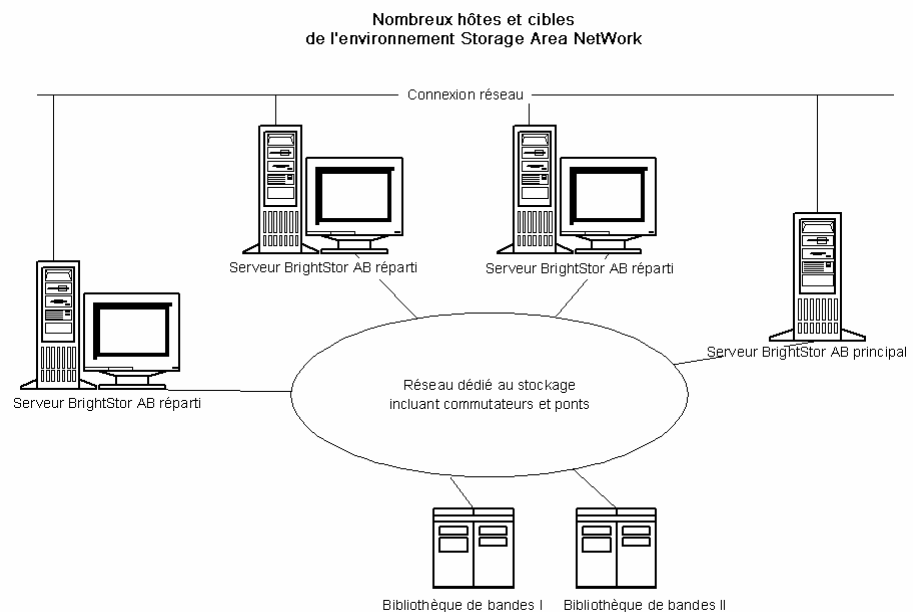 Nombreux hôtes et cibles
de l'environnement Storage Area NetWork
Connexion réseau
Serveur BrightStor AB réparti
Serveur BrightStor AB réparti
Serveur BrightStor AB principal
Serveur BrightStor AB réparti
Réseau dédié au stockage
incluant commutateurs et ponts
Bibliothèque de bandes I
Bibliothèque de bandes II